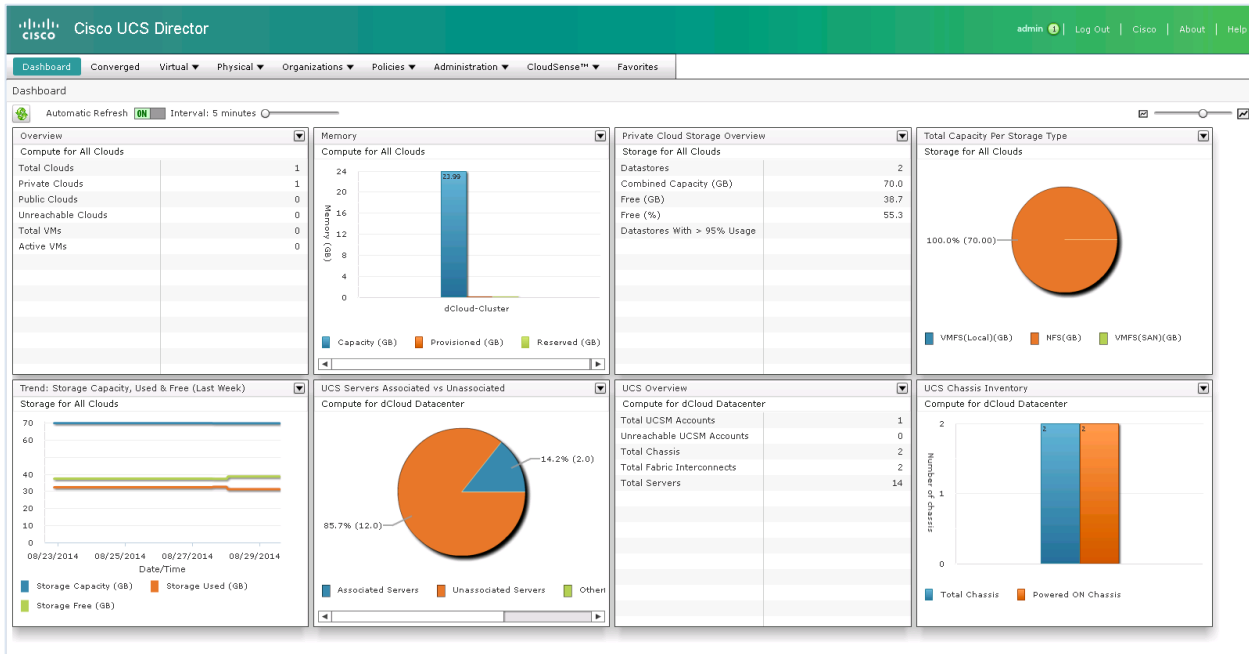 cisco Cisco UCS Director
admin 1 Log Out | Cisco | About | Help
Dashboard Converged Virtual Physical Organizations Policies Administration CloudSense™ Favorites
Dashboard
Automatic Refresh ON Interval: 5 minutes
Overview
Compute for All Clouds
Total Clouds 1
Private Clouds 1
Public Clouds 0
Unreachable Clouds 0
Total VMs 0
Active VMs 0
Memory
Compute for All Clouds
Memory (GB)
24
20
16
12
8
4
0
23.99
dCloud-Cluster
Capacity (GB) Provisioned (GB) Reserved (GB)
Private Cloud Storage Overview
Storage for All Clouds
Datastores 2
Combined Capacity (GB) 70.0
Free (GB) 38.7
Free (%) 55.3
Datastores With > 95% Usage
Total Capacity Per Storage Type
Storage for All Clouds
100.0% (70.00)
VMFS(Local)(GB) NFS(GB) VMFS(SAN)(GB)
Trend: Storage Capacity, Used & Free (Last Week)
Storage for All Clouds
70
60
40
30
20
10
0
08/23/2014 08/25/2014 08/27/2014 08/29/2014
Date/Time
Storage Capacity (GB) Storage Used (GB)
Storage Free (GB)
UCS Servers Associated vs Unassociated
Compute for dCloud Datacenter
14.2% (2.0)
85.7% (12.0)
Associated Servers Unassociated Servers Other
UCS Overview
Compute for dCloud Datacenter
Total UCSM Accounts 1
Unreachable UCSM Accounts 0
Total Chassis 2
Total Fabric Interconnects 2
Total Servers 14
UCS Chassis Inventory
Compute for dCloud Datacenter
Number of chassis
2
1
0
2 2
Total Chassis Powered ON Chassis